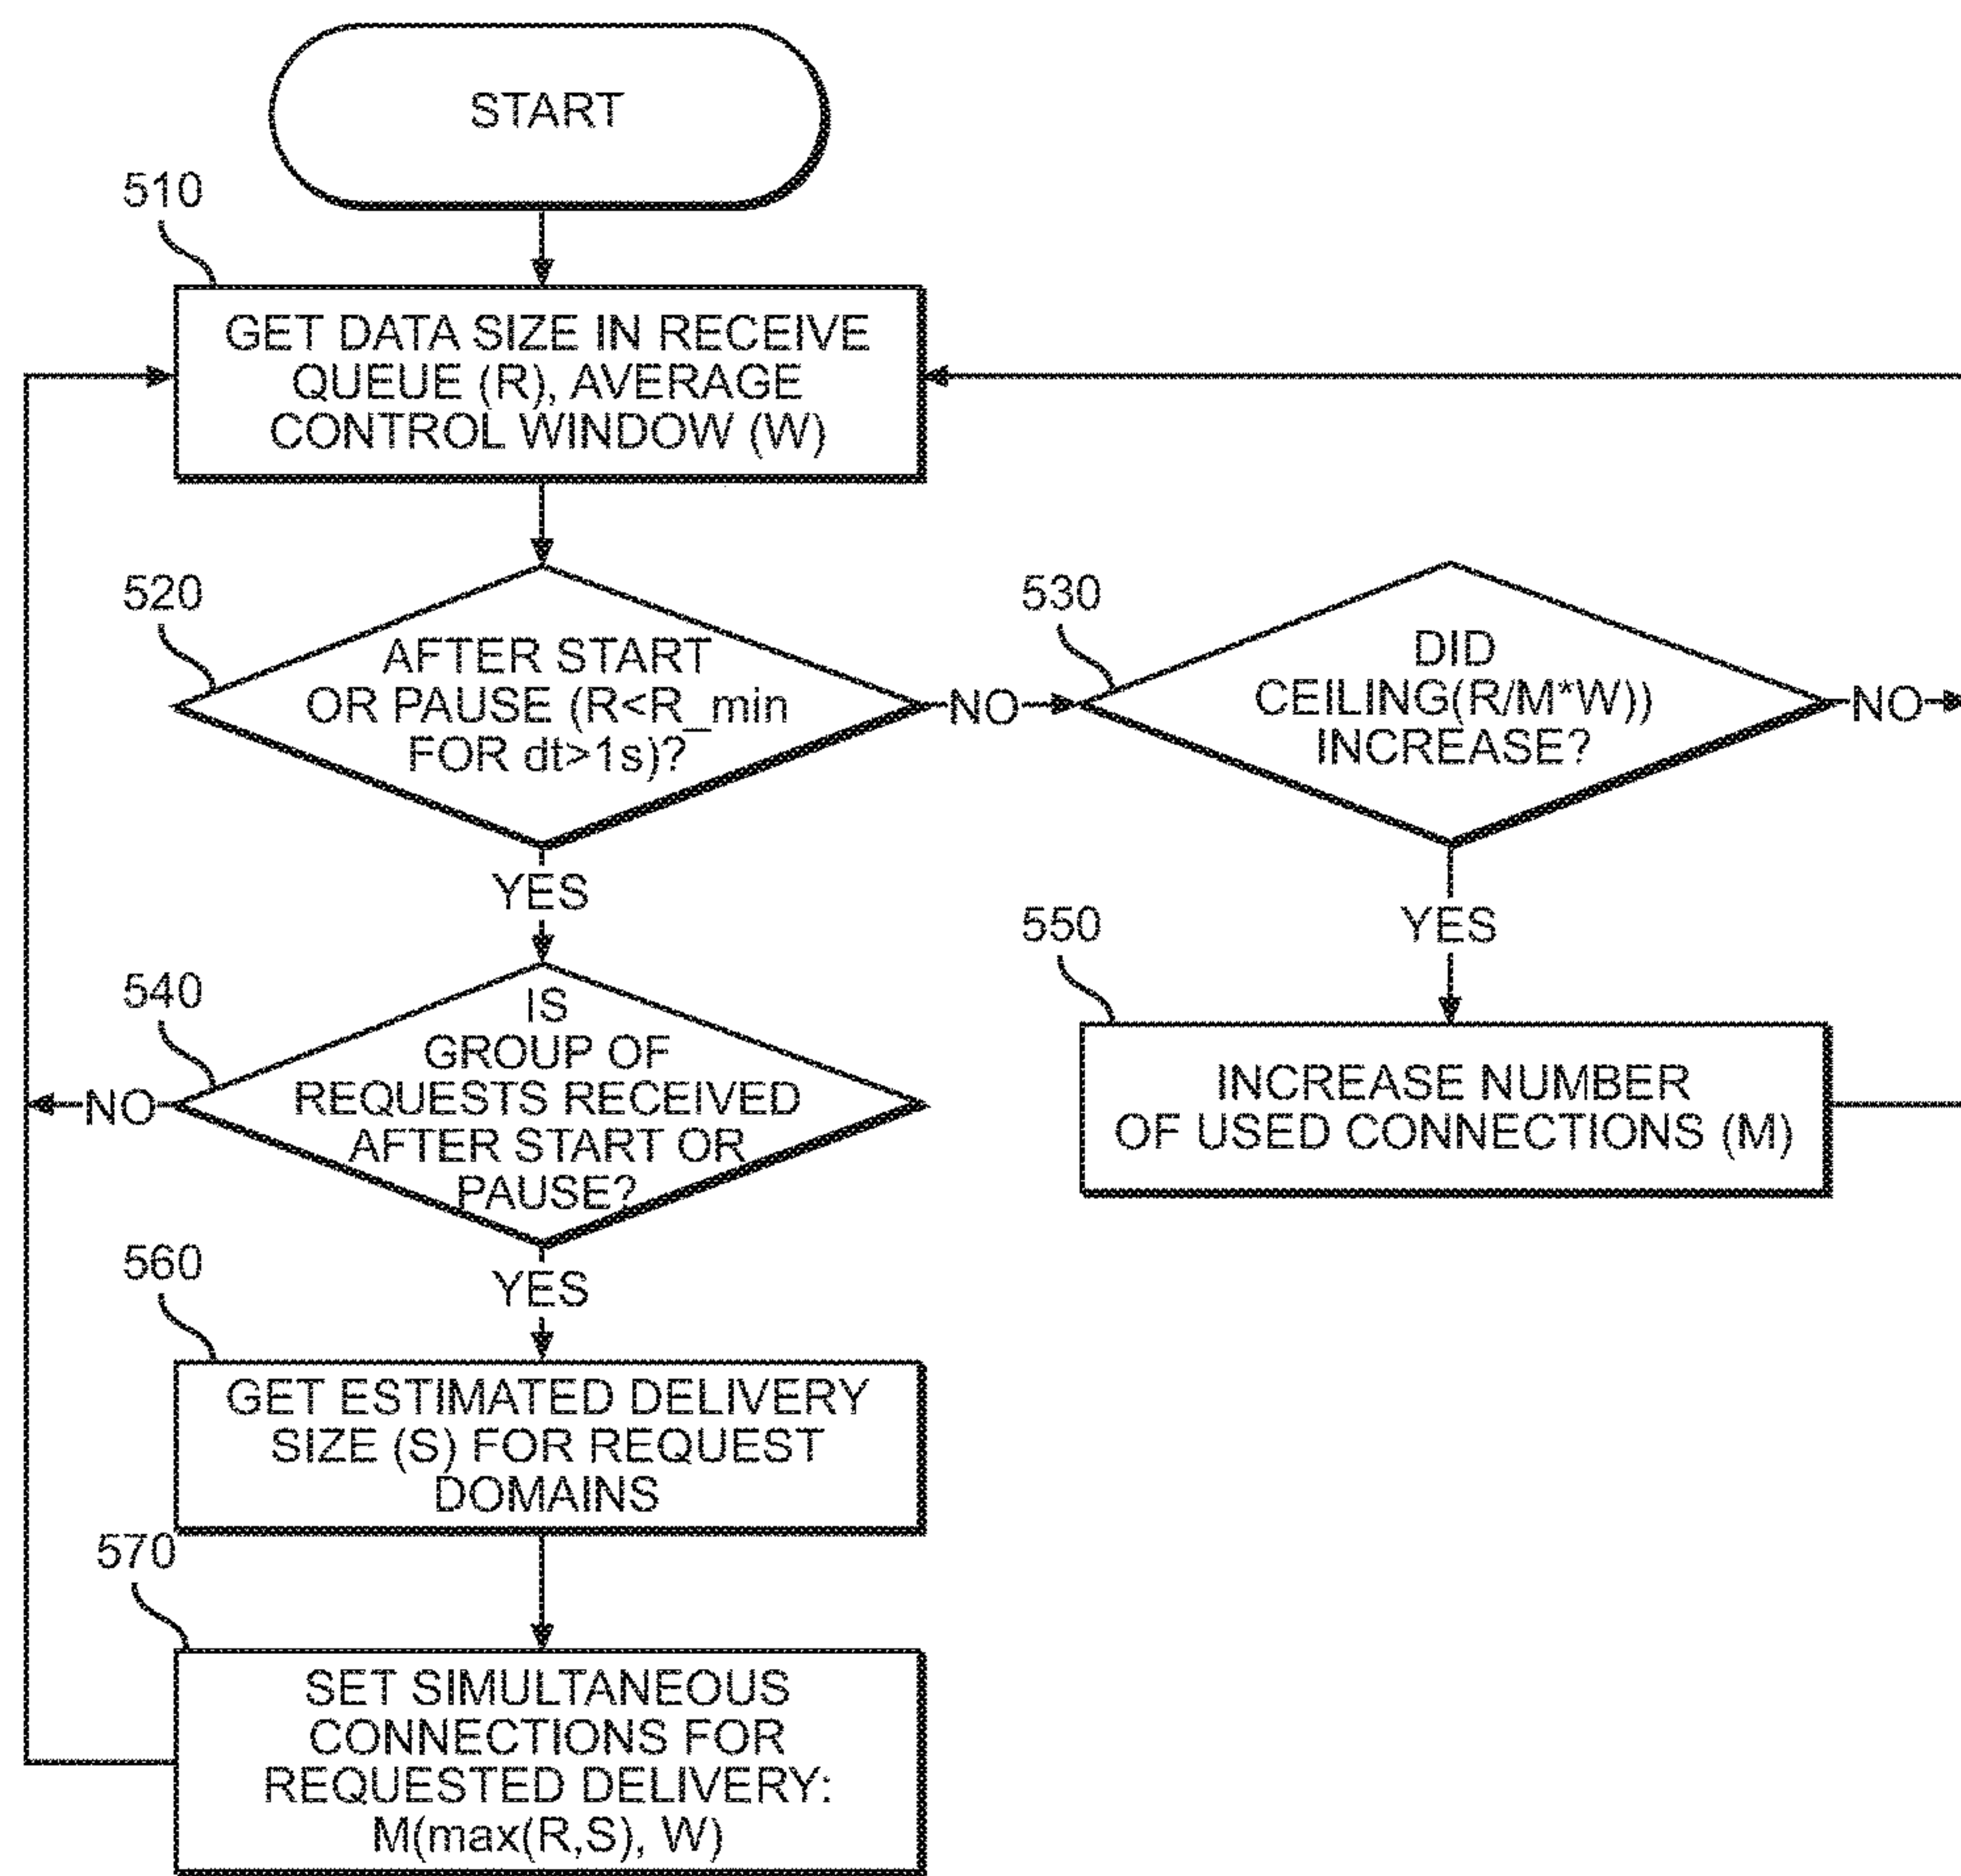 START
510
GET DATA SIZE IN RECEIVE
QUEUE (R), AVERAGE
CONTROL WINDOW (W)
520
AFTER START
OR PAUSE (R<R_min
FOR dt>1s)?
NO
530
DID
CEILING(R/M*W))
INCREASE?
NO
YES
YES
550
INCREASE NUMBER
OF USED CONNECTIONS (M)
540
IS
GROUP OF
REQUESTS RECEIVED
AFTER START OR
PAUSE?
NO
YES
560
GET ESTIMATED DELIVERY
SIZE (S) FOR REQUEST
DOMAINS
570
SET SIMULTANEOUS
CONNECTIONS FOR
REQUESTED DELIVERY:
M(max(R,S), W)